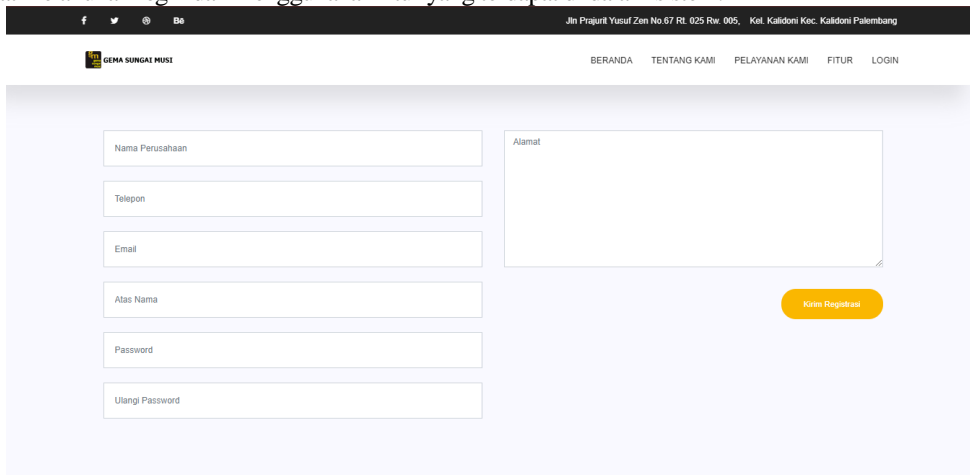 Bē Jln Prajurit Yusuf Zen No.67 Rt. 025 Rw. 005, Kel. Kalidoni Kec. Kalidoni Palembang
GEMA SUNGAI MUSI BERANDA TENTANG KAMI PELAYANAN KAMI FITUR LOGIN
Nama Perusahaan
Telepon
Email
Atas Nama
Password
Ulangi Password
Alamat
Kirim Registrasi